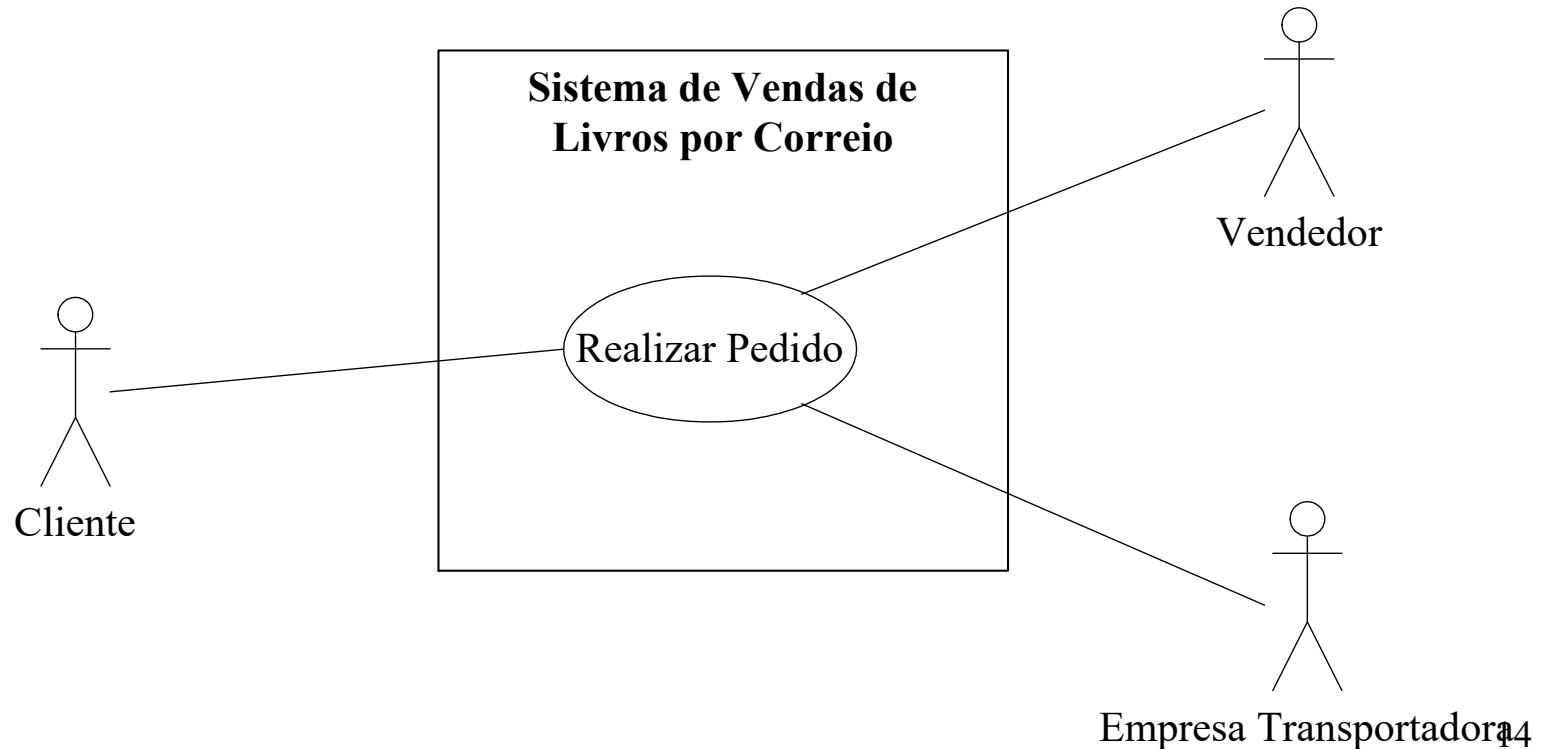 Sistema de Vendas de
Livros por Correio
Vendedor
Realizar Pedido
Cliente
Empresa Transportadora
14